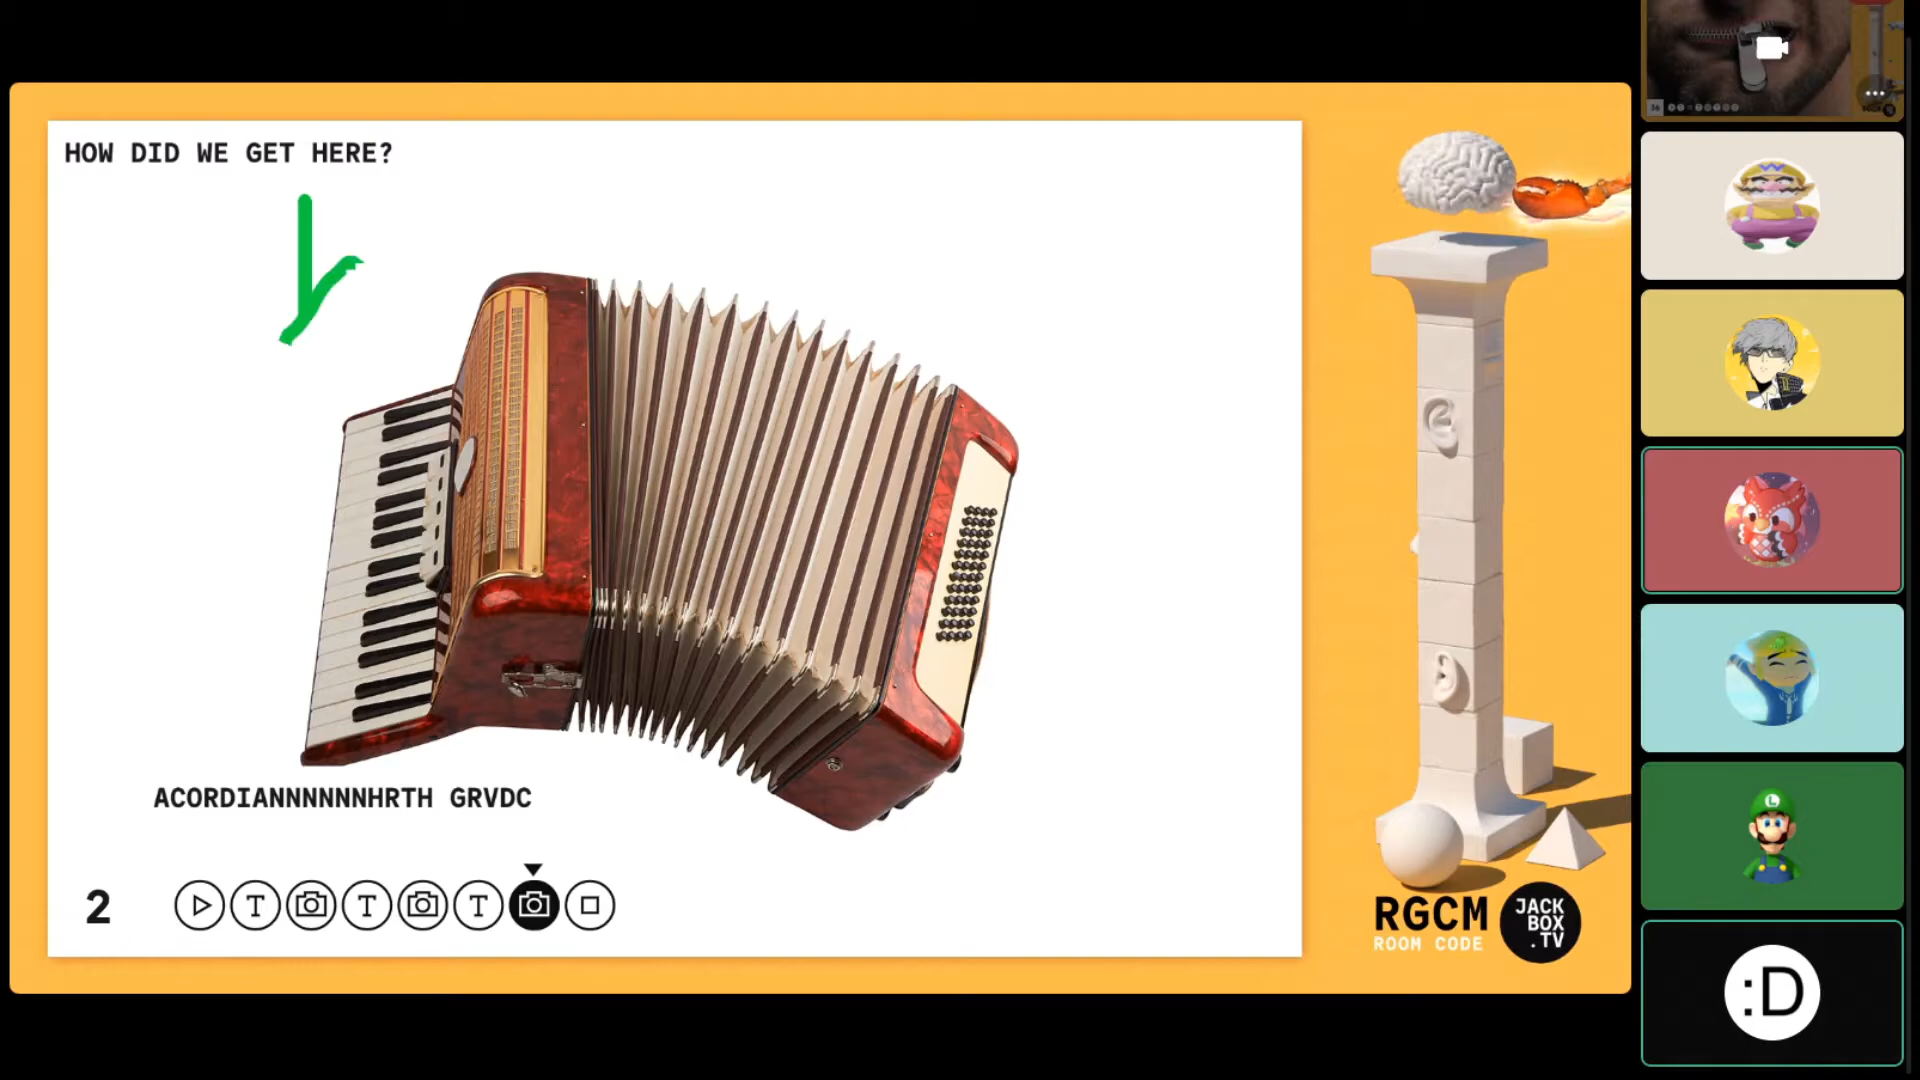 HOW DID WE GET HERE?
ACORDIANNNNNNHRTH GRVDC
2
T
T
T
RGCM
ROOM CODE
JACK
BOX
.TV
W
L
:D